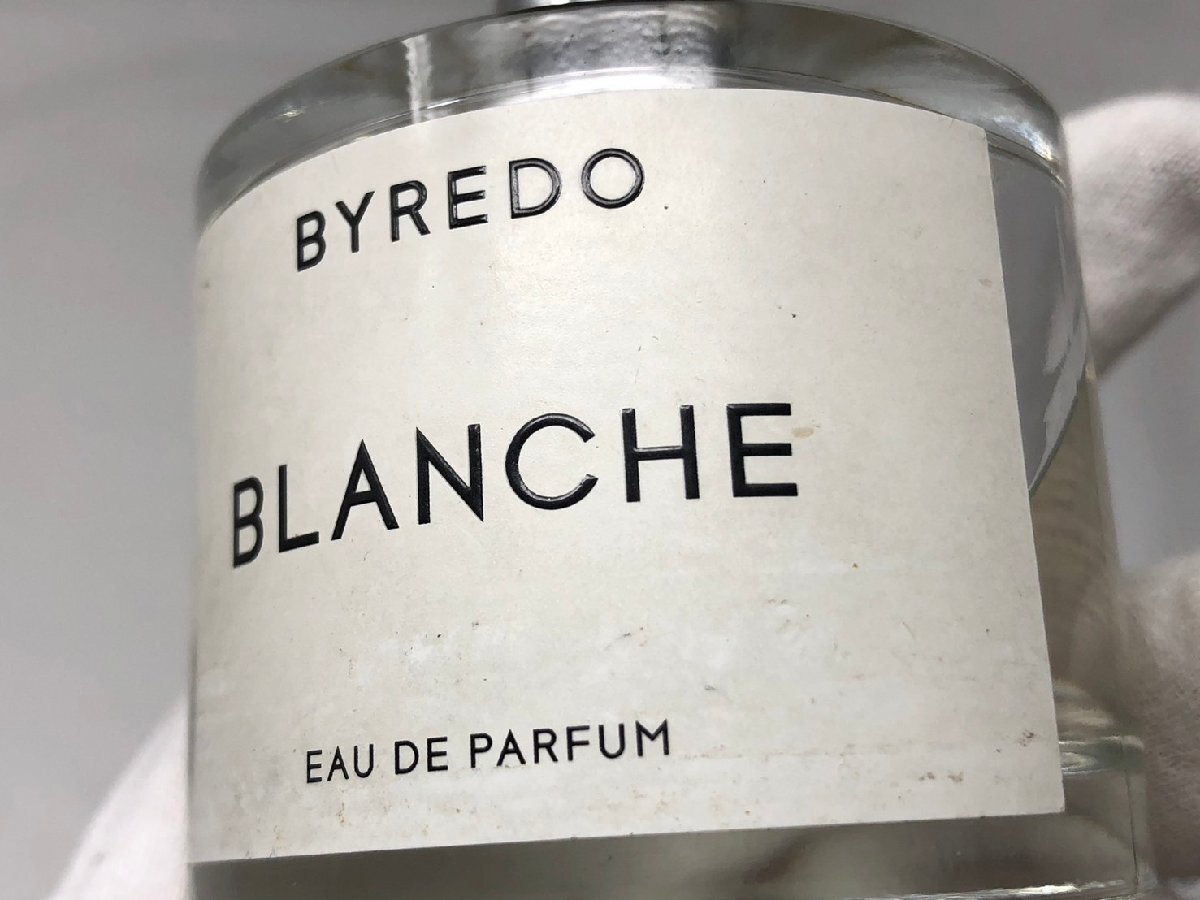 BYREDO
BLANCHE
EAU DE PARFUM